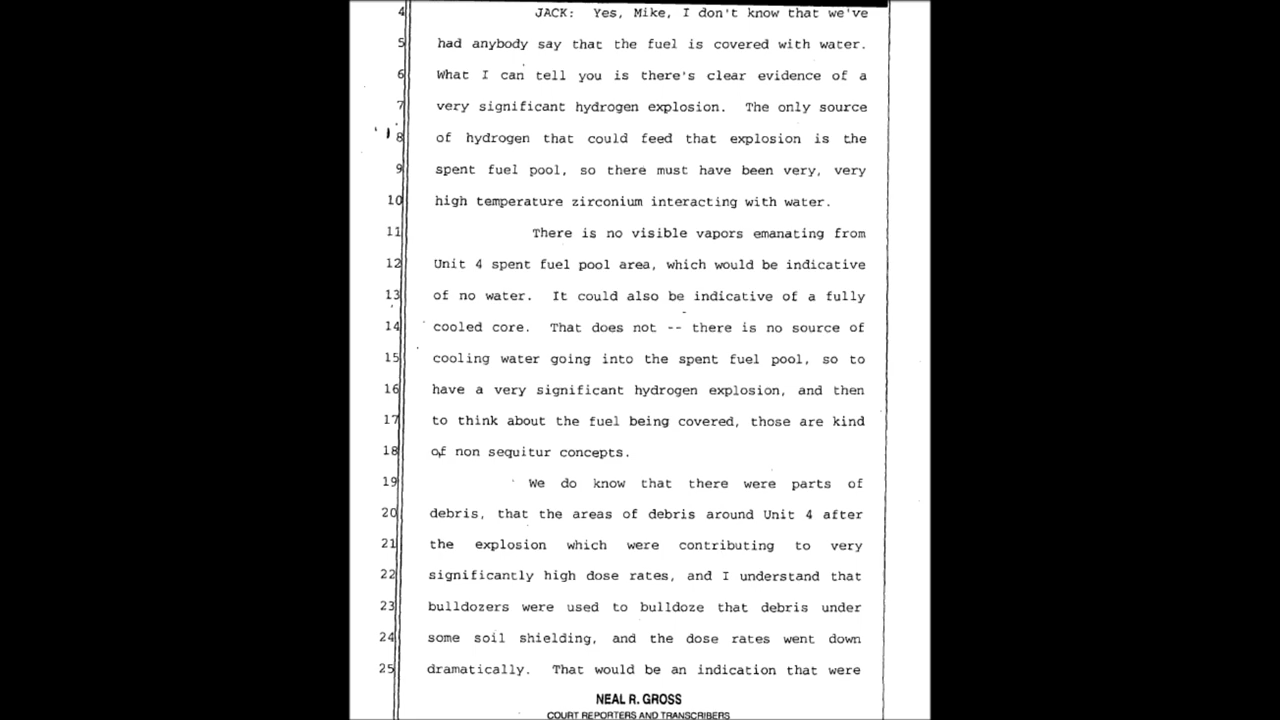 4 JACK: Yes, Mike, I don't know that we've
5 had anybody say that the fuel is covered with water.
6 What I can tell you is there's clear evidence of a
7 very significant hydrogen explosion. The only source
8 of hydrogen that could feed that explosion is the
9 spent fuel pool, so there must have been very, very
10 high temperature zirconium interacting with water.
11 There is no visible vapors emanating from
12 Unit 4 spent fuel pool area, which would be indicative
13 of no water. It could also be indicative of a fully
14 cooled core. That does not -- there is no source of
15 cooling water going into the spent fuel pool, so to
16 have a very significant hydrogen explosion, and then
17 to think about the fuel being covered, those are kind
18 of non sequitur concepts.
19 We do know that there were parts of
20 debris, that the areas of debris around Unit 4 after
21 the explosion which were contributing to very
22 significantly high dose rates, and I understand that
23 bulldozers were used to bulldoze that debris under
24 some soil shielding, and the dose rates went down
25 dramatically. That would be an indication that were
NEAL R. GROSS
COURT REPORTERS AND TRANSCRIBERS